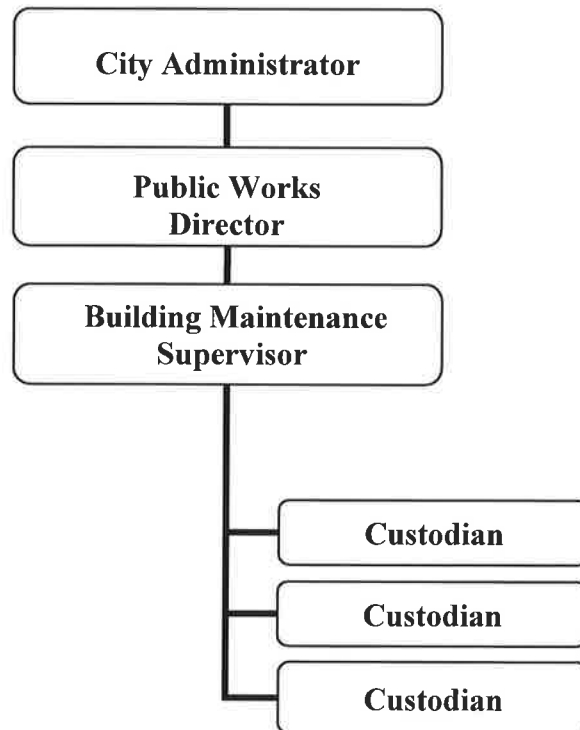 City Administrator
Public Works
Director
Building Maintenance
Supervisor
Custodian
Custodian
Custodian